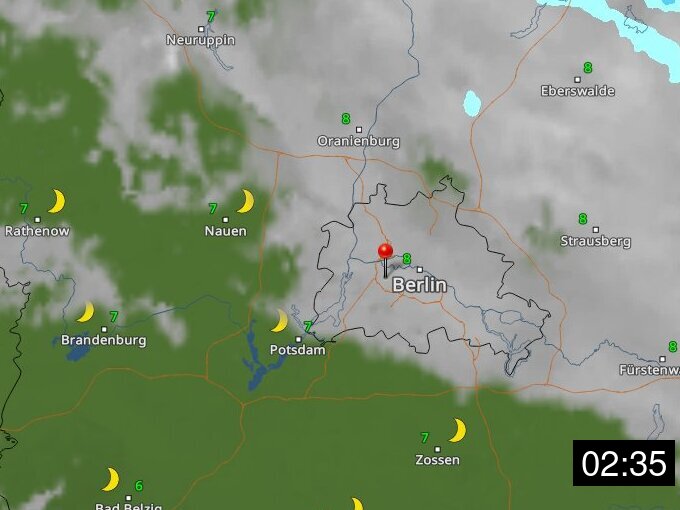 7
Neuruppin
8
Eberswalde
8
Oranienburg
7
Rathenow
7
Nauen
8
Strausberg
8
Berlin
7
Brandenburg
7
Potsdam
8
Fürstenwa
7
Zossen
02:35
6
Bad Belzig